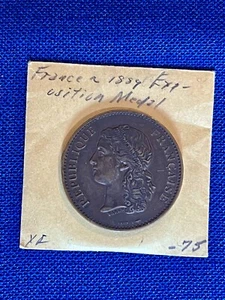 France ~ 1889 Exp-
osition Medal
REPUBLIQUE FRANCAISE
XF
-75